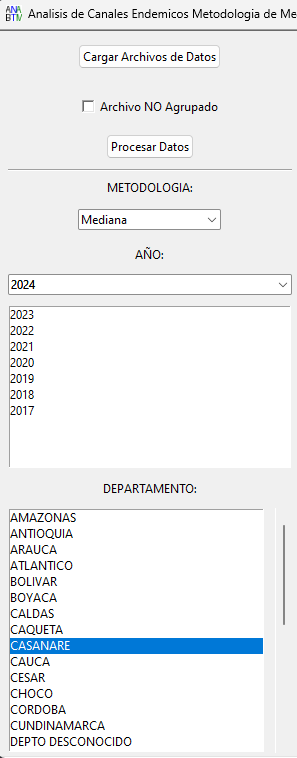 ANA
BTM
Analisis de Canales Endemicos Metodologia de Me
Cargar Archivos de Datos
Archivo NO Agrupado
Procesar Datos
METODOLOGIA:
Mediana
AÑO:
2024
2023
2022
2021
2020
2019
2018
2017
DEPARTAMENTO:
AMAZONAS
ANTIOQUIA
ARAUCA
ATLANTICO
BOLIVAR
BOYACA
CALDAS
CAQUETA
CASANARE
CAUCA
CESAR
CHOCO
CORDOBA
CUNDINAMARCA
DEPTO DESCONOCIDO